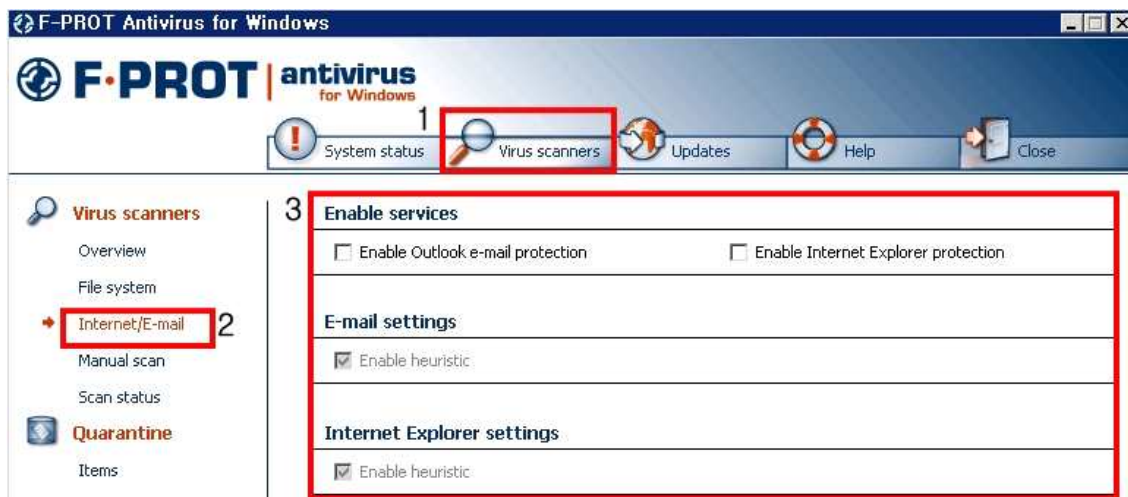 F-PROT Antivirus for Windows
F·PROT antivirus
for Windows
1
System status Virus scanners Updates Help Close
Virus scanners
Overview
File system
Internet/E-mail 2
Manual scan
Scan status
Quarantine
Items
3 Enable services
Enable Outlook e-mail protection Enable Internet Explorer protection
E-mail settings
Enable heuristic
Internet Explorer settings
Enable heuristic